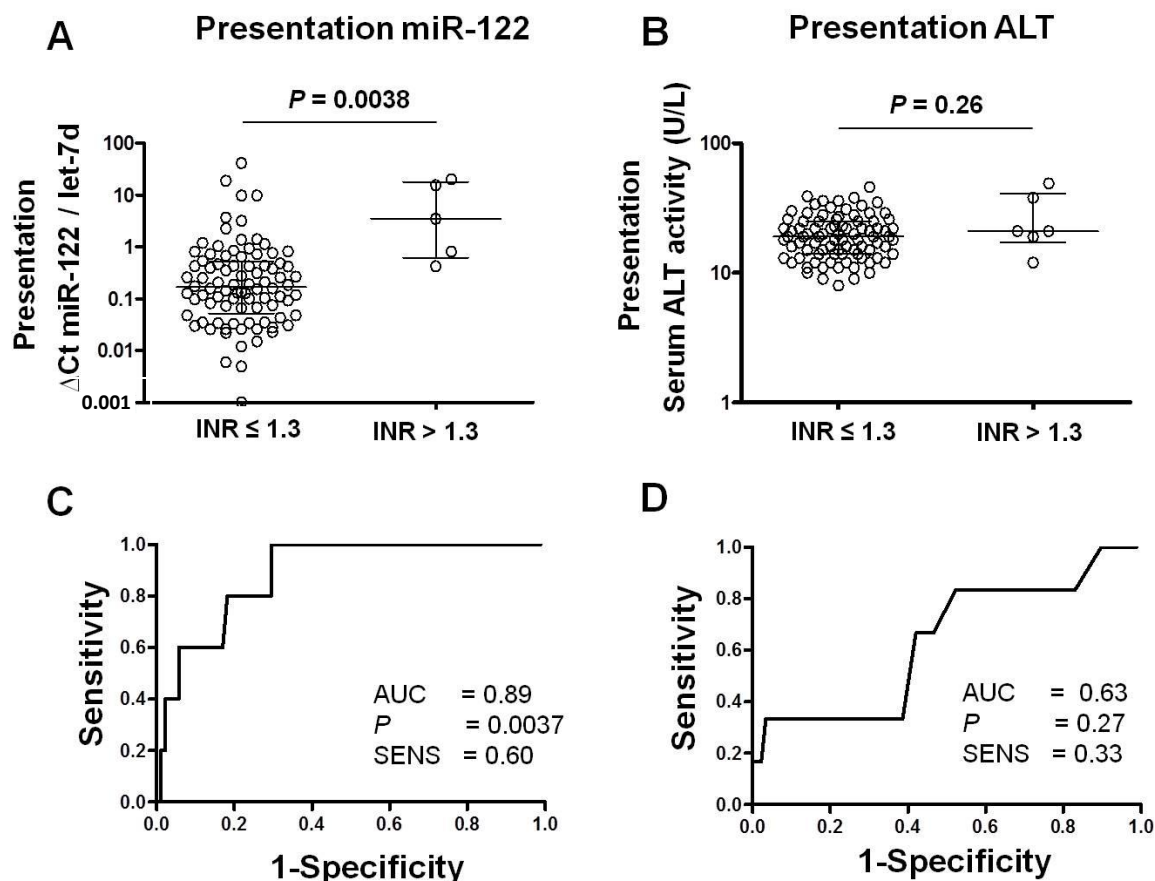 A
Presentation miR-122
P = 0.0038
Presentation
ΔCt miR-122 / let-7d
100
10
1
0.1
0.01
0.001
INR ≤ 1.3
INR > 1.3
B
Presentation ALT
P = 0.26
Presentation
Serum ALT activity (U/L)
100
10
1
INR ≤ 1.3
INR > 1.3
C
Sensitivity
1.0
0.8
0.6
0.4
0.2
0.0
AUC = 0.89
P = 0.0037
SENS = 0.60
0.0 0.2 0.4 0.6 0.8 1.0
1-Specificity
D
Sensitivity
1.0
0.8
0.6
0.4
0.2
0.0
AUC = 0.63
P = 0.27
SENS = 0.33
0.0 0.2 0.4 0.6 0.8 1.0
1-Specificity